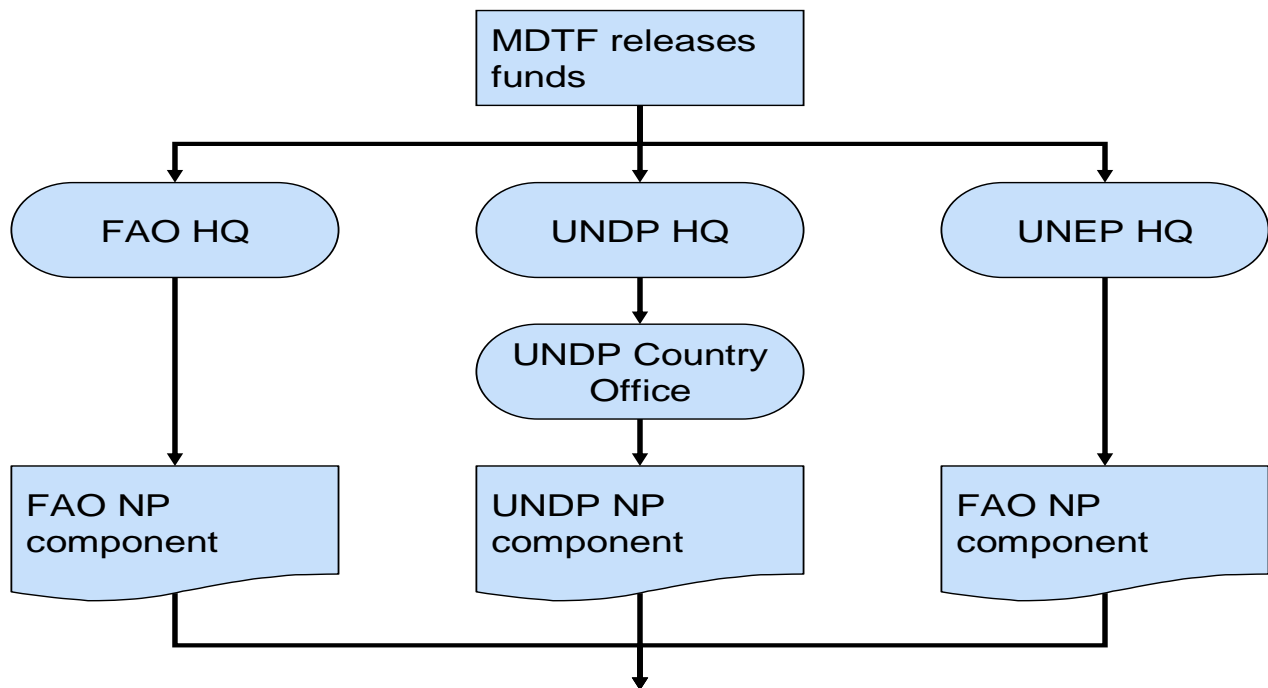 MDTF releases
funds
FAO HQ
UNDP HQ
UNEP HQ
UNDP Country
Office
FAO NP
component
UNDP NP
component
FAO NP
component